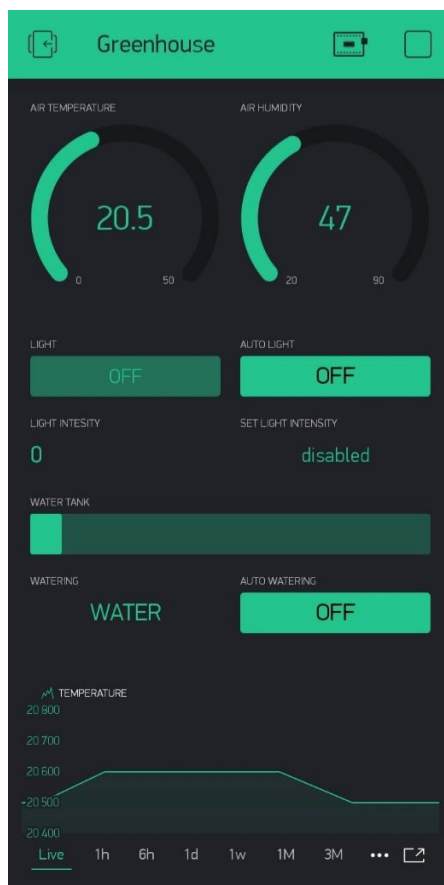 Greenhouse
AIR TEMPERATURE AIR HUMIDITY
20.5 47
0 50 20 90
LIGHT AUTO LIGHT
OFF OFF
LIGHT INTESITY SET LIGHT INTENSITY
0 disabled
WATER TANK
WATERING AUTO WATERING
WATER OFF
TEMPERATURE
20 800
20 700
20 600
20 500
20 400
Live 1h 6h 1d 1w 1M 3M